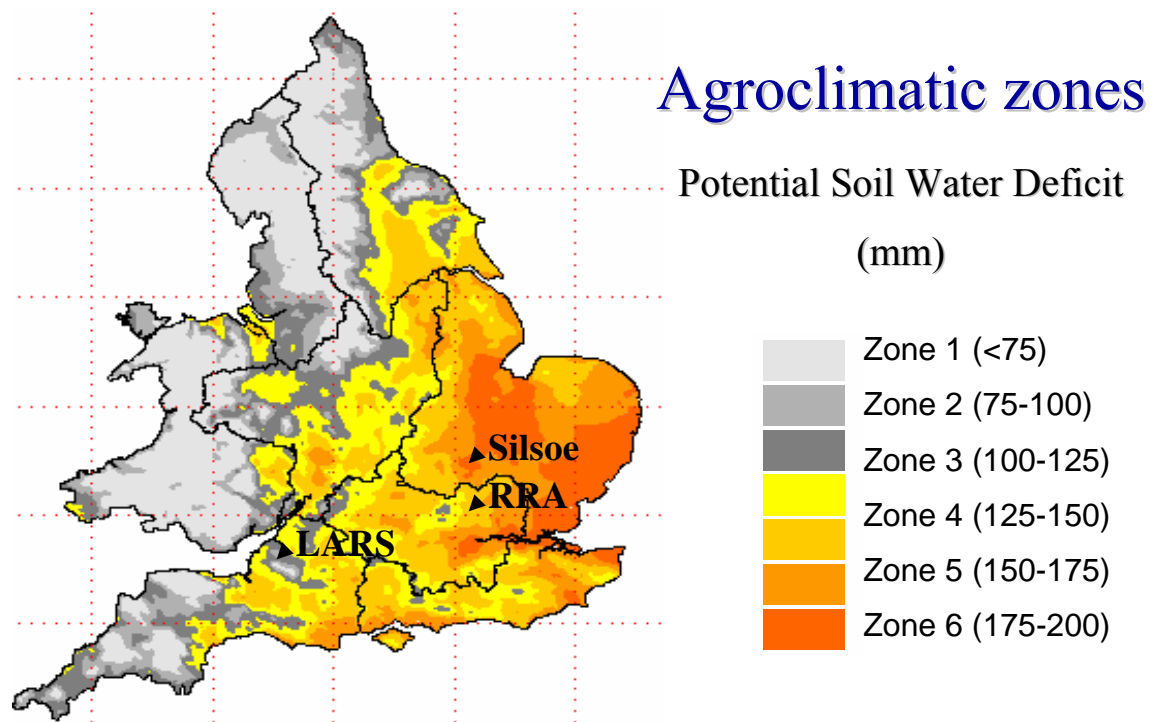 Agroclimatic zones
Potential Soil Water Deficit
(mm)
Zone 1 (<75)
Zone 2 (75-100)
Zone 3 (100-125)
Zone 4 (125-150)
Zone 5 (150-175)
Zone 6 (175-200)
Silsoe
RRA
LARS